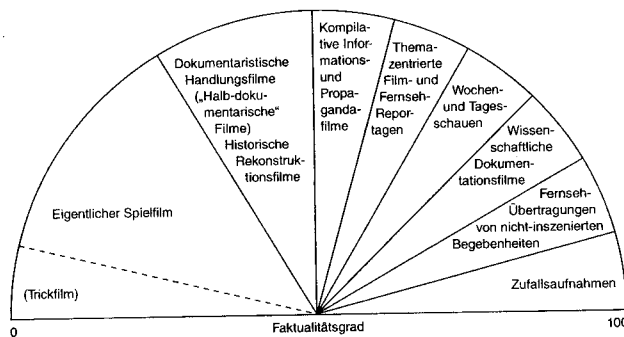 Dokumentaristische
Handlungsfilme
(„Halb-doku-
mentarische“
Filme)
Historische
Rekonstruk-
tionsfilme
Kompila-
tive Infor-
mations-
und
Propa-
ganda-
filme
Thema-
zentrierte
Film- und
Fernseh-
Repor-
tagen
Wochen-
und Tages-
schauen
Wissen-
schaftliche
Dokumen-
tationsfilme
Fernseh-
Übertragungen
von nicht-inszenierten
Begebenheiten
Eigentlicher Spielfilm
(Trickfilm)
Zufallsaufnahmen
0
Faktualitätsgrad
100